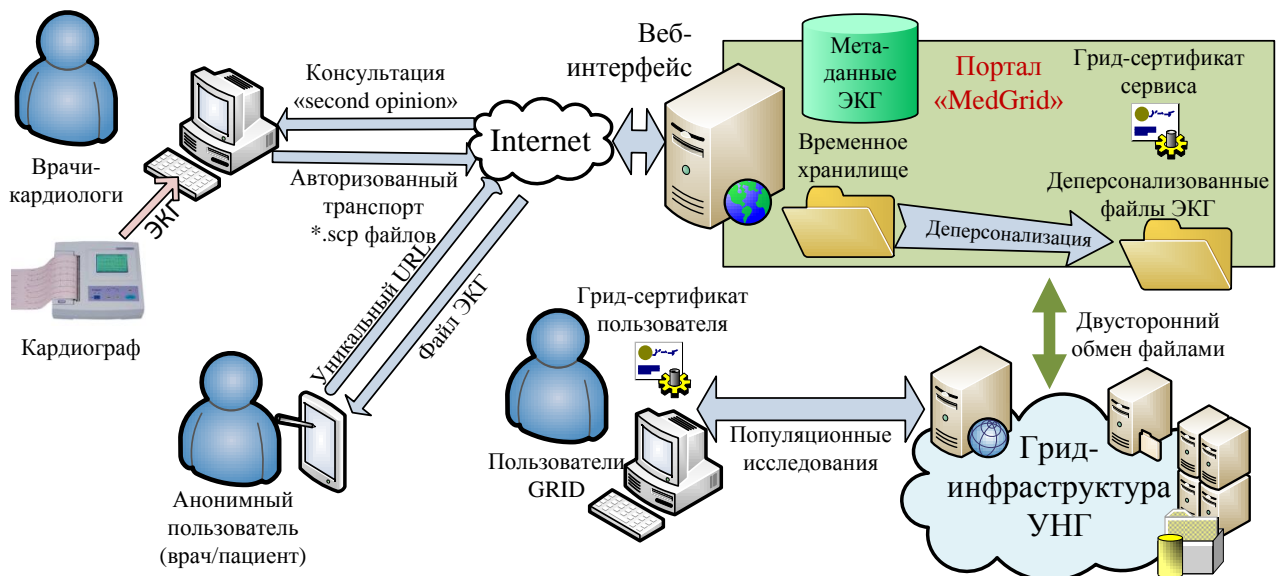 Врачи-
кардиологи
ЭКГ
Кардиограф
Консультация
«second opinion»
Авторизованный
транспорт
*.scp файлов
Internet
Уникальный URL
Файл ЭКГ
Анонимный
пользователь
(врач/пациент)
Веб-
интерфейс
Мета-
данные
ЭКГ
Портал
«MedGrid»
Грид-сертификат
сервиса
Временное
хранилище
Деперсонализация
Деперсонализованные
файлы ЭКГ
Двусторонний
обмен файлами
Грид-сертификат
пользователя
Пользователи
GRID
Популяционные
исследования
Грид-
инфраструктура
УНГ